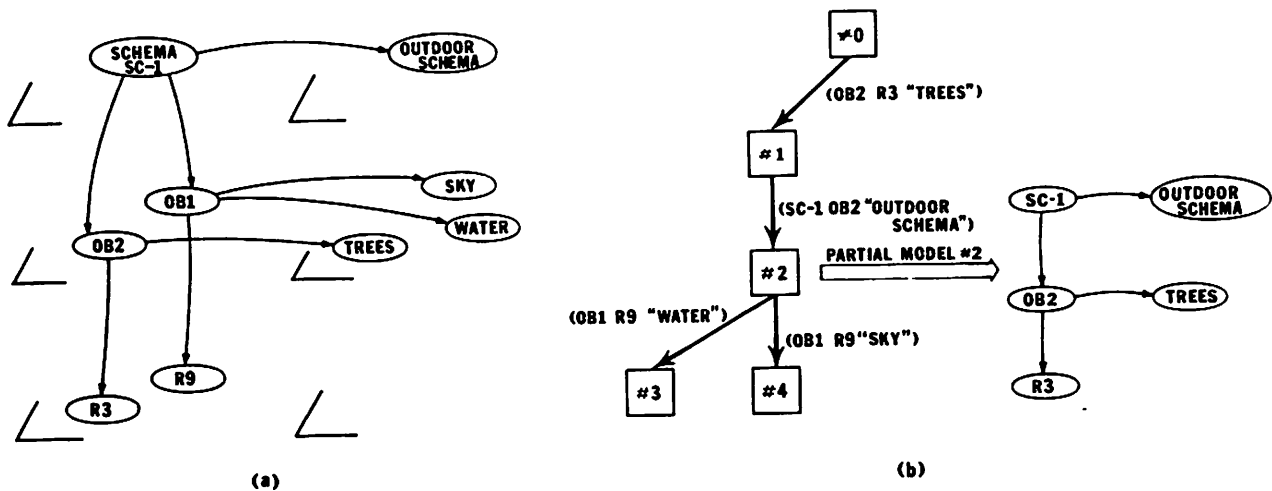 SCHEMA
SC-1
OUTDOOR
SCHEMA
OB1
SKY
WATER
OB2
TREES
R9
R3
(a)
#0
(OB2 R3 "TREES")
#1
(SC-1 OB2 "OUTDOOR
SCHEMA")
#2
PARTIAL MODEL #2
(OB1 R9 "WATER")
(OB1 R9 "SKY")
#3
#4
SC-1
OUTDOOR
SCHEMA
OB2
TREES
R3
(b)